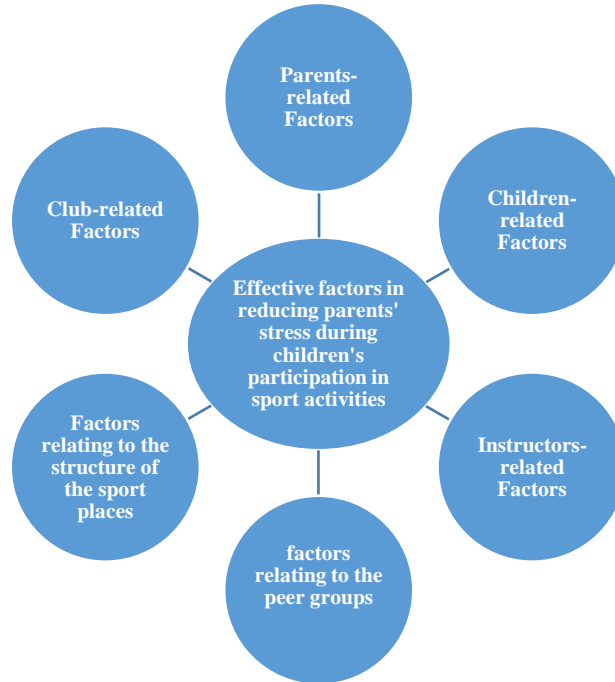 Parents-
related
Factors
Club-related
Factors
Children-
related
Factors
Effective factors in
reducing parents'
stress during
children's
participation in
sport activities
Factors
relating to the
structure of
the sport
places
Instructors-
related
Factors
factors
relating to the
peer groups